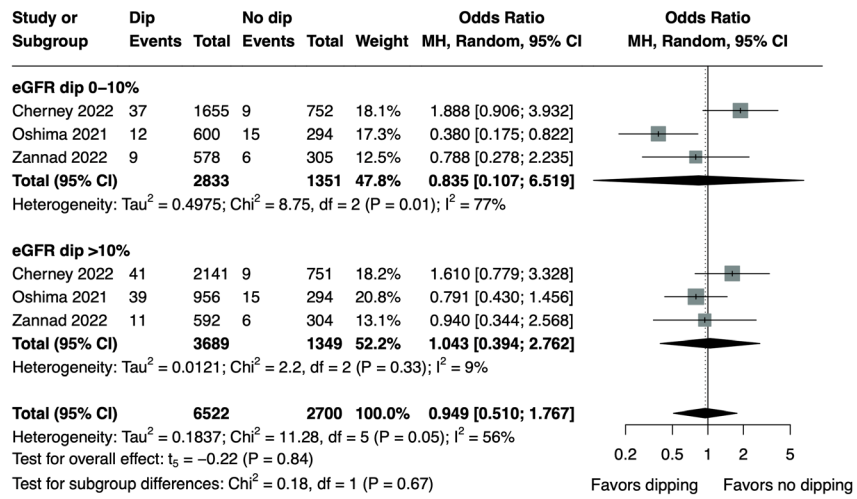 Study or Dip No dip Odds Ratio Odds Ratio
Subgroup Events Total Events Total Weight MH, Random, 95% CI MH, Random, 95% CI
eGFR dip 0–10%
Cherney 2022 37 1655 9 752 18.1% 1.888 [0.906; 3.932]
Oshima 2021 12 600 15 294 17.3% 0.380 [0.175; 0.822]
Zannad 2022 9 578 6 305 12.5% 0.788 [0.278; 2.235]
Total (95% CI) 2833 1351 47.8% 0.835 [0.107; 6.519]
Heterogeneity: Tau² = 0.4975; Chi² = 8.75, df = 2 (P = 0.01); I² = 77%
eGFR dip >10%
Cherney 2022 41 2141 9 751 18.2% 1.610 [0.779; 3.328]
Oshima 2021 39 956 15 294 20.8% 0.791 [0.430; 1.456]
Zannad 2022 11 592 6 304 13.1% 0.940 [0.344; 2.568]
Total (95% CI) 3689 1349 52.2% 1.043 [0.394; 2.762]
Heterogeneity: Tau² = 0.0121; Chi² = 2.2, df = 2 (P = 0.33); I² = 9%
Total (95% CI) 6522 2700 100.0% 0.949 [0.510; 1.767]
Heterogeneity: Tau² = 0.1837; Chi² = 11.28, df = 5 (P = 0.05); I² = 56%
Test for overall effect: t₅ = −0.22 (P = 0.84)
Test for subgroup differences: Chi² = 0.18, df = 1 (P = 0.67)
0.2 0.5 1 2 5
Favors dipping Favors no dipping